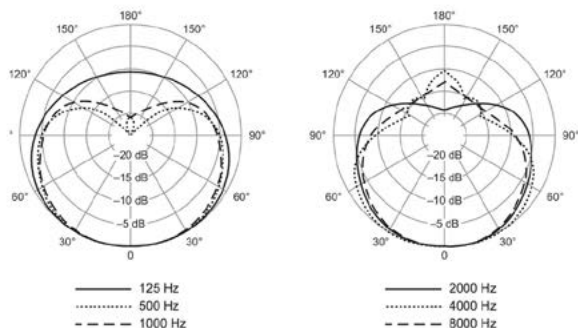 180°
150° 150°
120° 120°
° 90°
60° 60°
30° 30°
0
–20 dB
–15 dB
–10 dB
–5 dB
125 Hz
500 Hz
1000 Hz
180°
150° 150°
120° 120°
90° 90°
60° 60°
30° 30°
0
–20 dB
–15 dB
–10 dB
–5 dB
2000 Hz
4000 Hz
8000 Hz